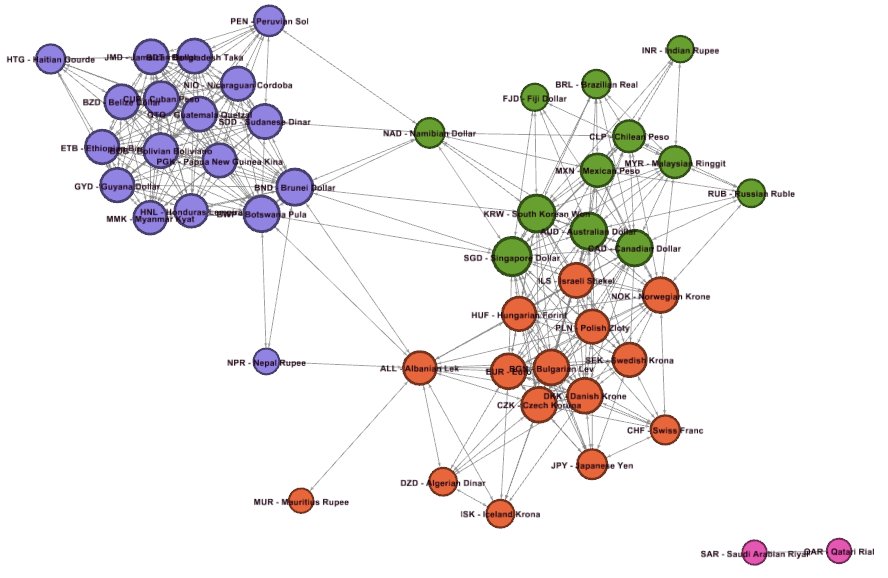 PEN - Peruvian Sol
INR - Indian Rupee
HTG - Haitian Gourde
JMD - Jamaican Dollar
BDT - Bangladesh Taka
BRL - Brazilian Real
NIO - Nicaraguan Cordoba
FJD - Fiji Dollar
BZD - Belize Dollar
CUP - Cuban Peso
GTQ - Guatemala Quetzal
SDD - Sudanese Dinar
NAD - Namibian Dollar
CLP - Chilean Peso
ETB - Ethiopian Birr
BOB - Bolivian Boliviano
PGK - Papua New Guinea Kina
MXN - Mexican Peso
MYR - Malaysian Ringgit
GYD - Guyana Dollar
BND - Brunei Dollar
RUB - Russian Ruble
MMK - Myanmar Kyat
HNL - Honduras Lempira
BWP - Botswana Pula
KRW - South Korean Won
AUD - Australian Dollar
CAD - Canadian Dollar
SGD - Singapore Dollar
ILS - Israeli Shekel
NOK - Norwegian Krone
HUF - Hungarian Forint
PLN - Polish Zloty
NPR - Nepal Rupee
ALL - Albanian Lek
EUR - Euro
BGN - Bulgarian Lev
SEK - Swedish Krona
CZK - Czech Koruna
DKK - Danish Krone
CHF - Swiss Franc
JPY - Japanese Yen
DZD - Algerian Dinar
MUR - Mauritius Rupee
ISK - Iceland Krona
SAR - Saudi Arabian Riyal
QAR - Qatari Rial